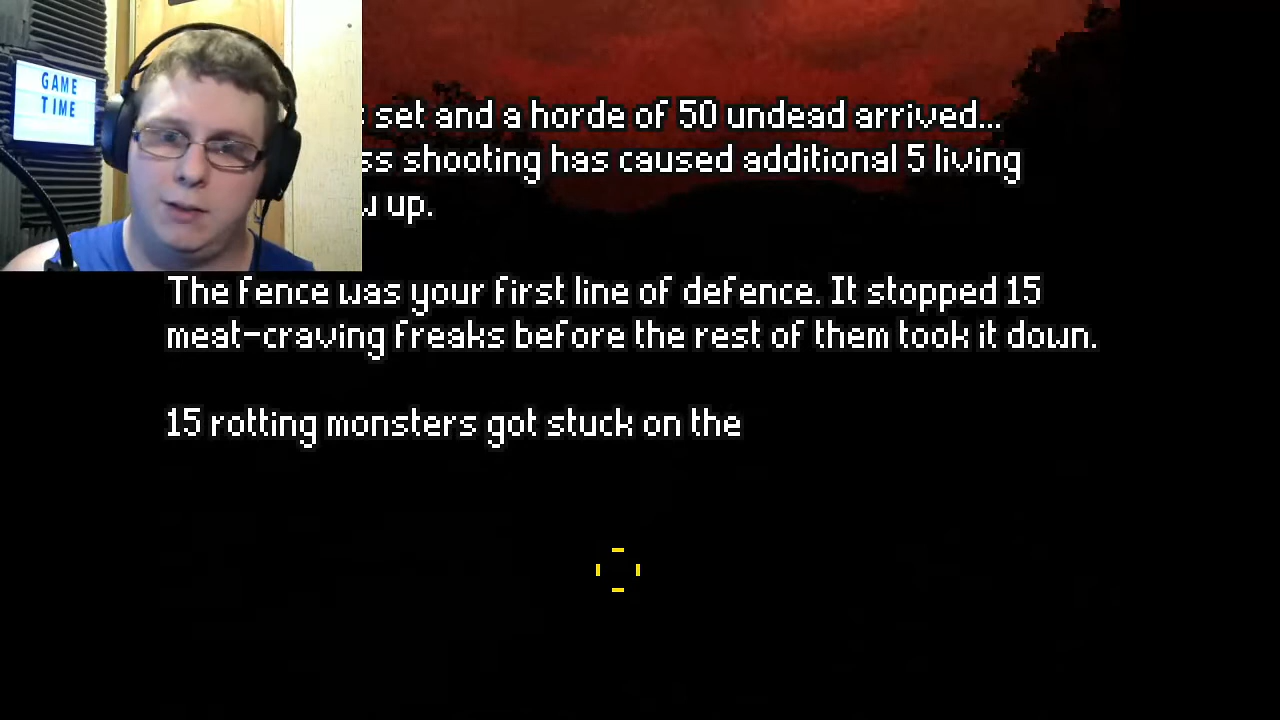 GAME
TIME
set and a horde of 50 undead arrived...
shooting has caused additional 5 living
up.
The fence was your first line of defence. It stopped 15
meat-craving freaks before the rest of them took it down.
15 rotting monsters got stuck on the